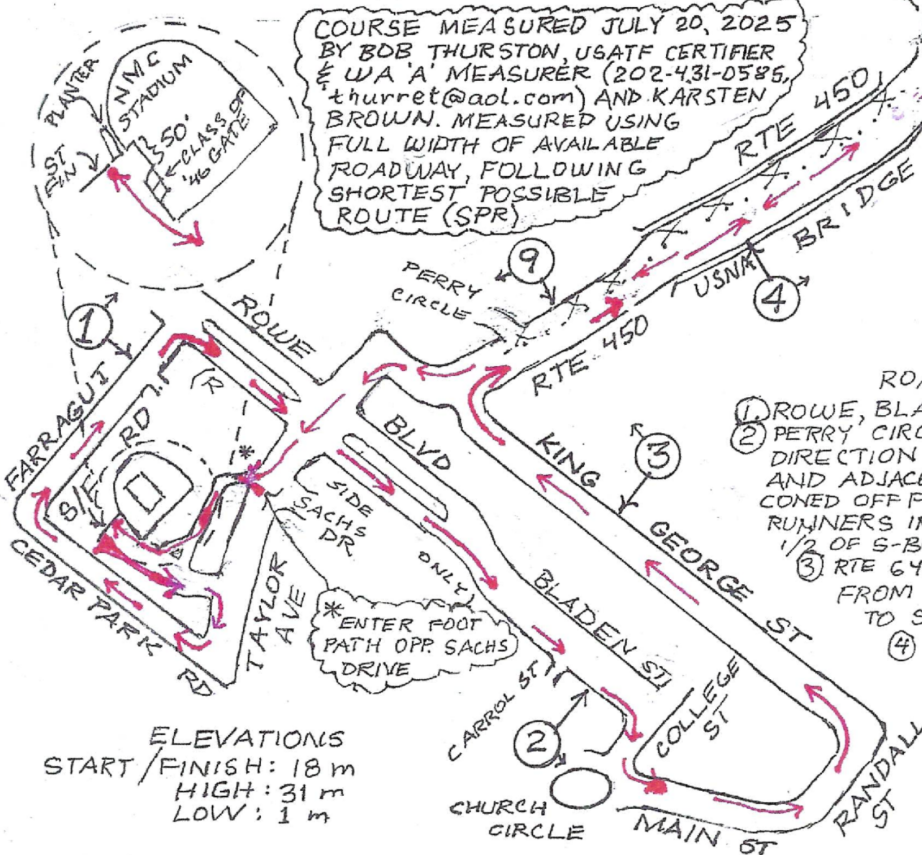 COURSE MEASURED JULY 20, 2025
BY BOB THURSTON, USATF CERTIFIER
& WA 'A' MEASURER (202-431-0585,
thurret@aol.com) AND KARSTEN
BROWN. MEASURED USING
FULL WIDTH OF AVAILABLE
ROADWAY, FOLLOWING
SHORTEST POSSIBLE
ROUTE (SPR)
PLANTER
NMC
STADIUM
50'
CLASS OF
'46 GATE
ST
FIN
RTE 450
RTE 450
USNA BRIDGE
4
9
PERRY
CIRCLE
1
ROWE
BLVD
FARRAGUT
RD
S/F
CEDAR PARK
RD
TAYLOR
AVE
*
SIDE
SACHS
DR
ONLY)
*ENTER FOOT
PATH OPP. SACHS
DRIVE
KING
GEORGE
ST
3
BLADEN ST
CARROL ST
COLLEGE
ST
2
CHURCH
CIRCLE
MAIN ST
RANDALL
ST
1. ROWE, BLA
2 PERRY CIRC
DIRECTION
AND ADJACE
CONED OFF F
RUNNERS IN
1/2 OF S-B
3. RTE 64
FROM
TO S
4
ELEVATIONS
START/FINISH: 18 m
HIGH: 31 m
LOW: 1 m